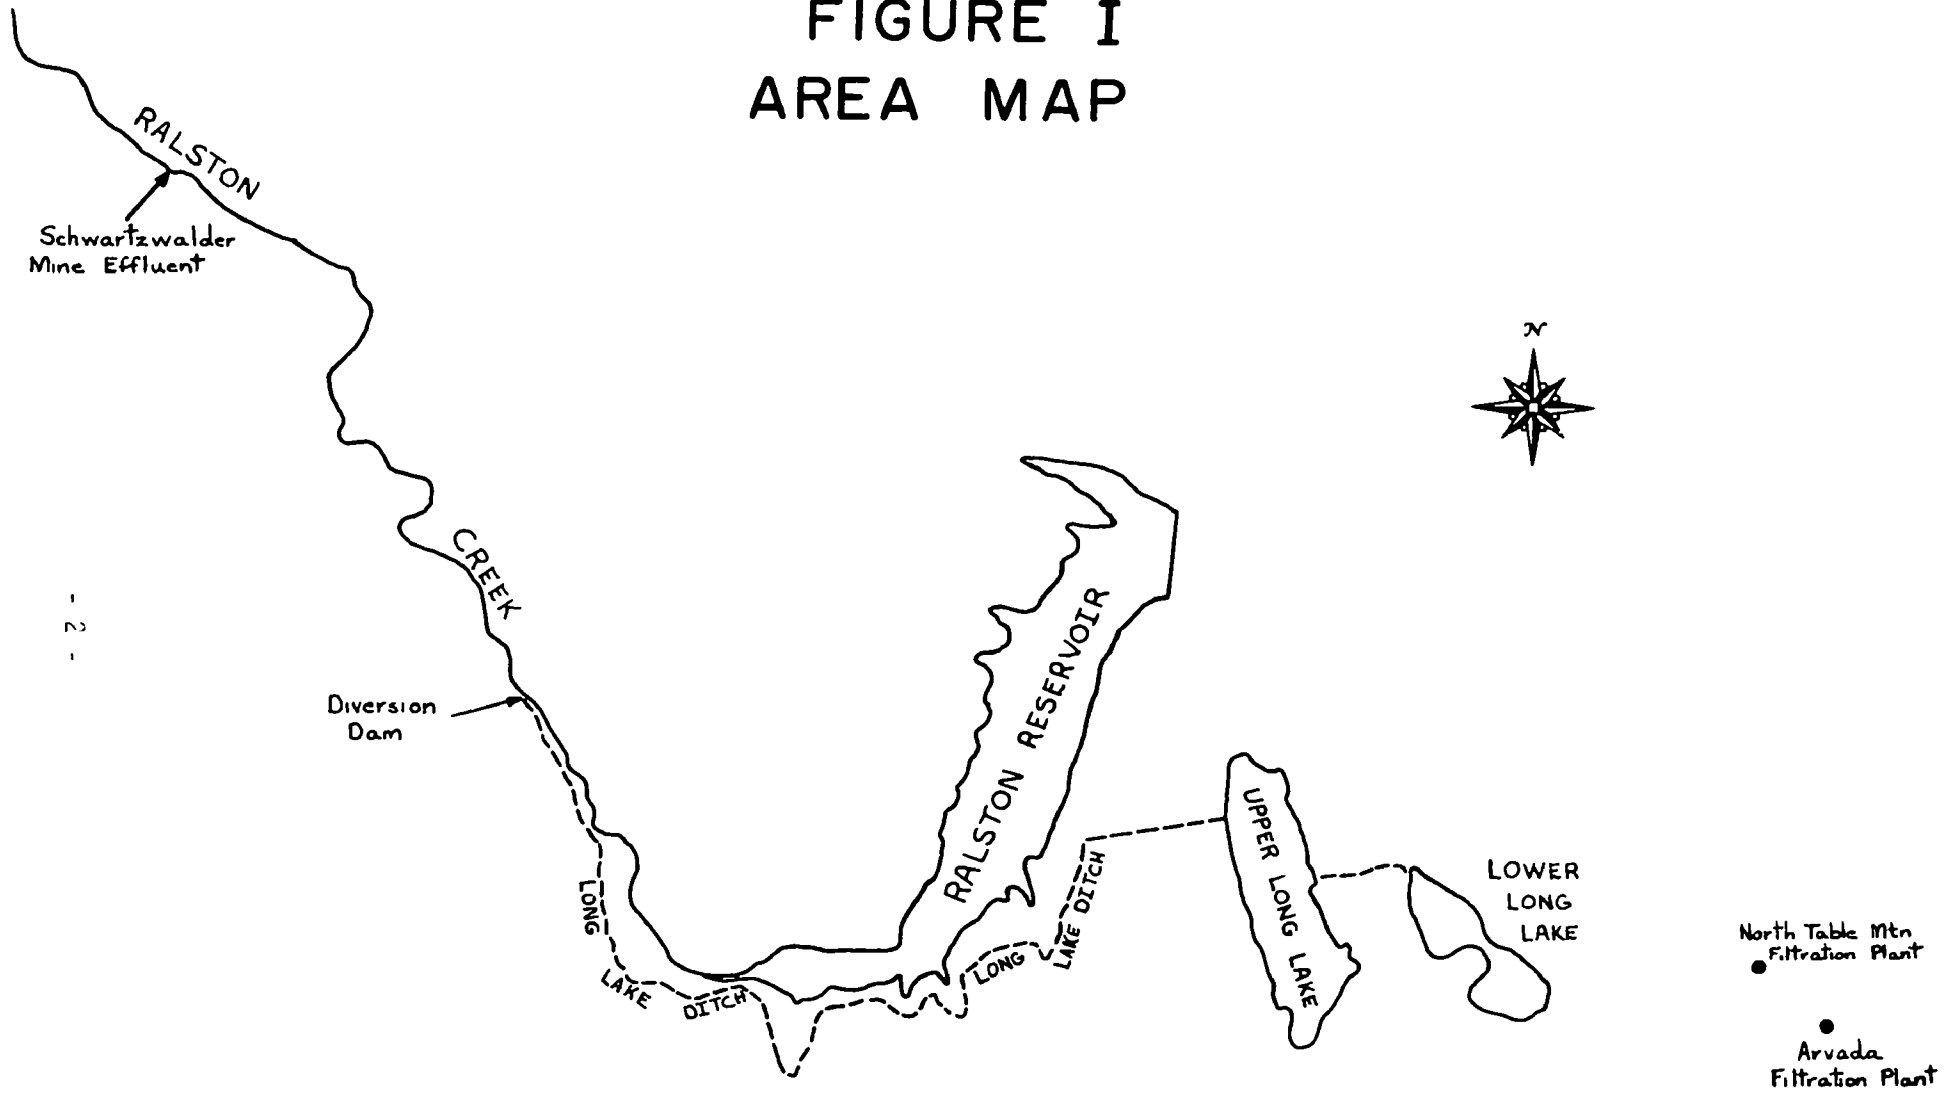 FIGURE I
AREA MAP
RALSTON
Schwartzwalder
Mine Effluent
N
CREEK
- 2 -
Diversion
Dam
RALSTON RESERVOIR
UPPER LONG LAKE
LONG
LAKE
DITCH
LONG
LAKE DITCH
LOWER
LONG
LAKE
North Table Mtn
Filtration Plant
Arvada
Filtration Plant